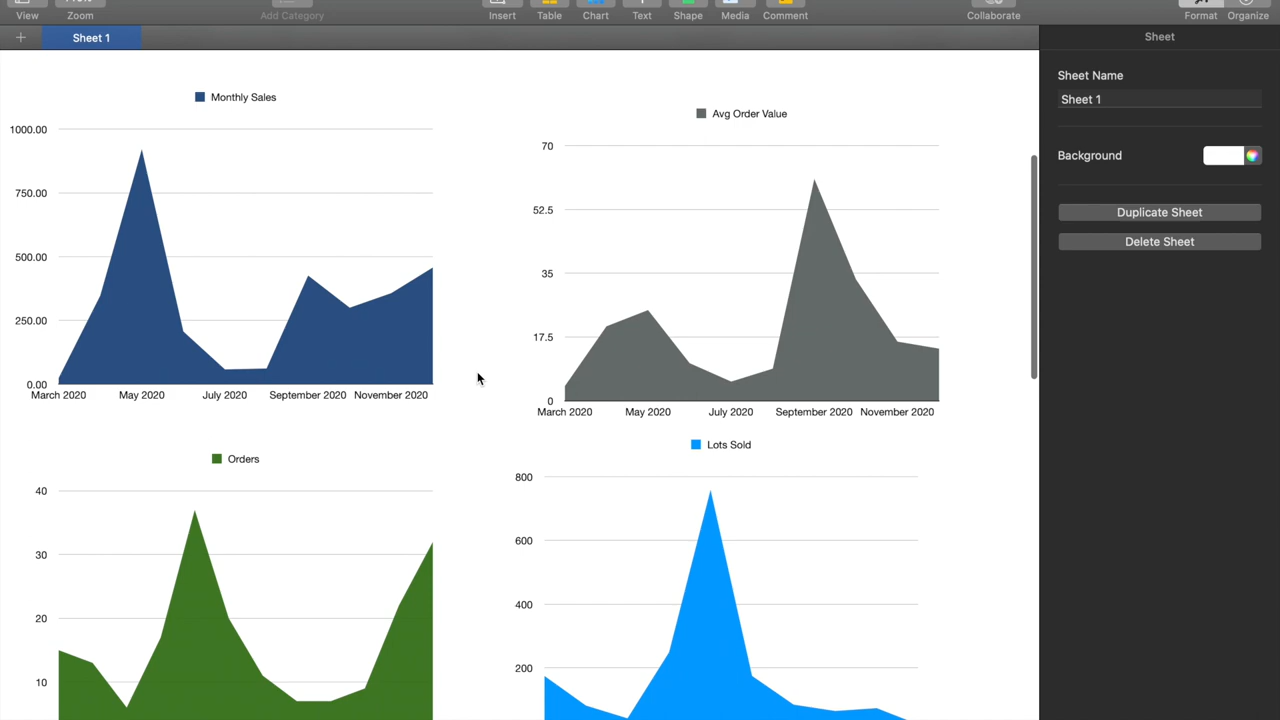 View Zoom Add Category Insert Table Chart Text Shape Media Comment Collaborate Format Organize
Sheet 1
Sheet
Sheet Name
Sheet 1
Background
Duplicate Sheet
Delete Sheet
Monthly Sales
1000.00
750.00
500.00
250.00
0.00
March 2020 May 2020 July 2020 September 2020 November 2020
Avg Order Value
70
52.5
35
17.5
0
March 2020 May 2020 July 2020 September 2020 November 2020
Orders
40
30
20
10
Lots Sold
800
600
400
200